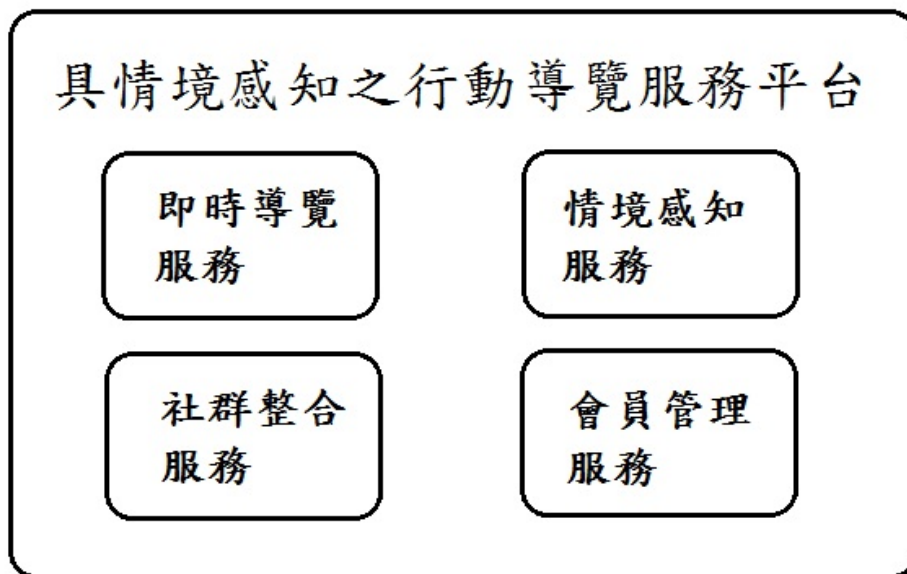 具情境感知之行動導覽服務平台
即時導覽
服務
情境感知
服務
社群整合
服務
會員管理
服務